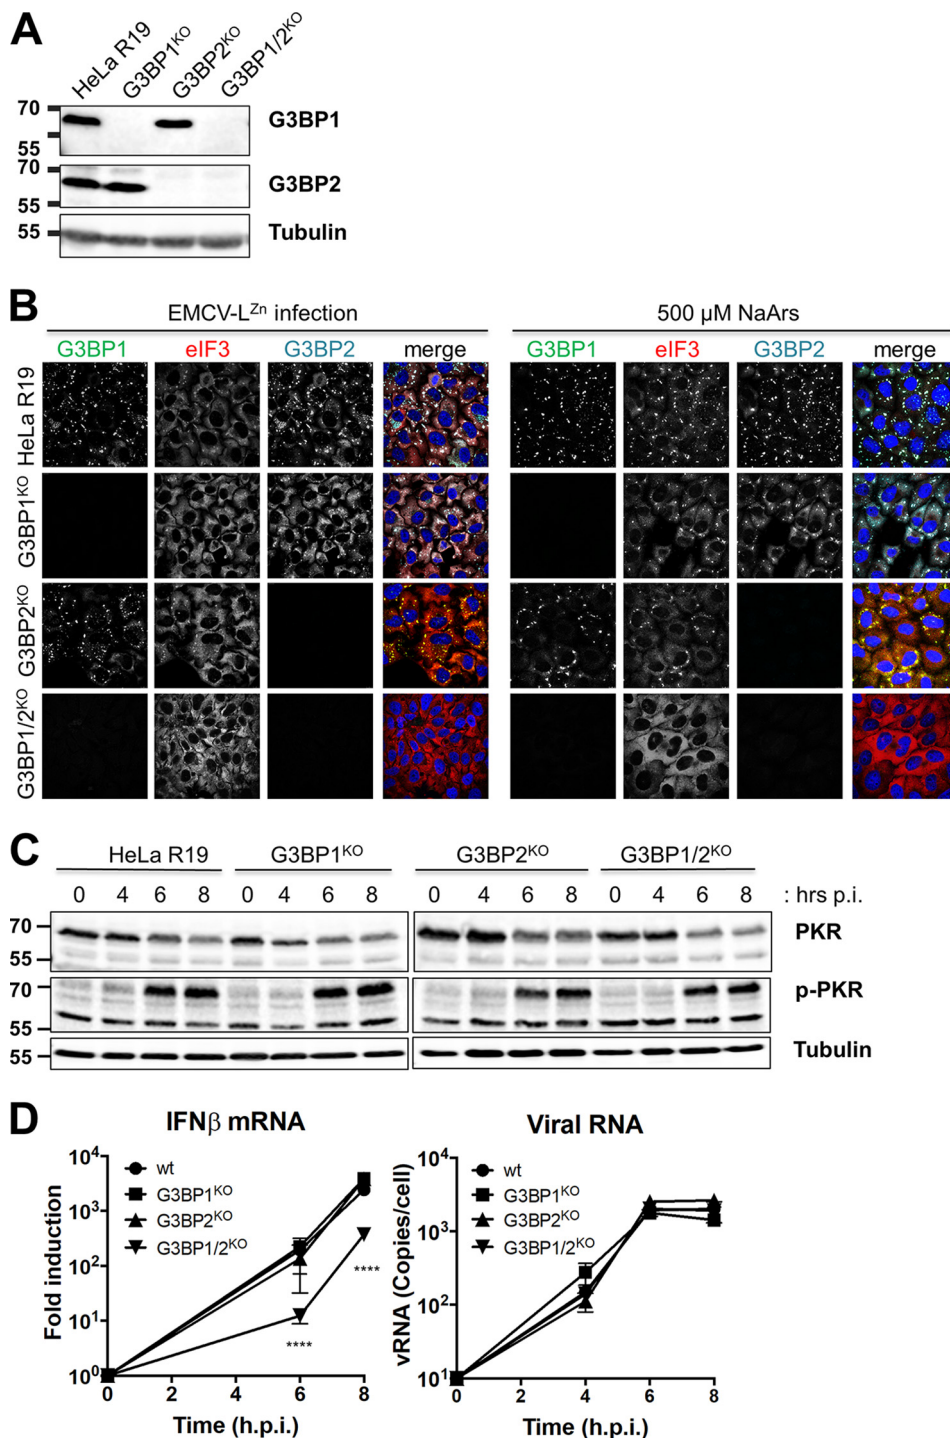 A
HeLa R19
G3BP1KO
G3BP2KO
G3BP1/2KO
70
55
G3BP1
70
55
G3BP2
55
Tubulin
B
EMCV-LZn infection
500 µM NaArs
G3BP1 eIF3 G3BP2 merge G3BP1 eIF3 G3BP2 merge
HeLa R19
G3BP1KO
G3BP2KO
G3BP1/2KO
C
HeLa R19 G3BP1KO G3BP2KO G3BP1/2KO
0 4 6 8 0 4 6 8 0 4 6 8 0 4 6 8 : hrs p.i.
70
55
PKR
70
55
p-PKR
55
Tubulin
D
IFNβ mRNA
Fold induction
10⁴
10³
10²
10¹
10⁰
wt
G3BP1KO
G3BP2KO
G3BP1/2KO
****
****
0 2 4 6 8
Time (h.p.i.)
Viral RNA
vRNA (Copies/cell)
10⁴
10³
10²
10¹
wt
G3BP1KO
G3BP2KO
G3BP1/2KO
0 2 4 6 8
Time (h.p.i.)